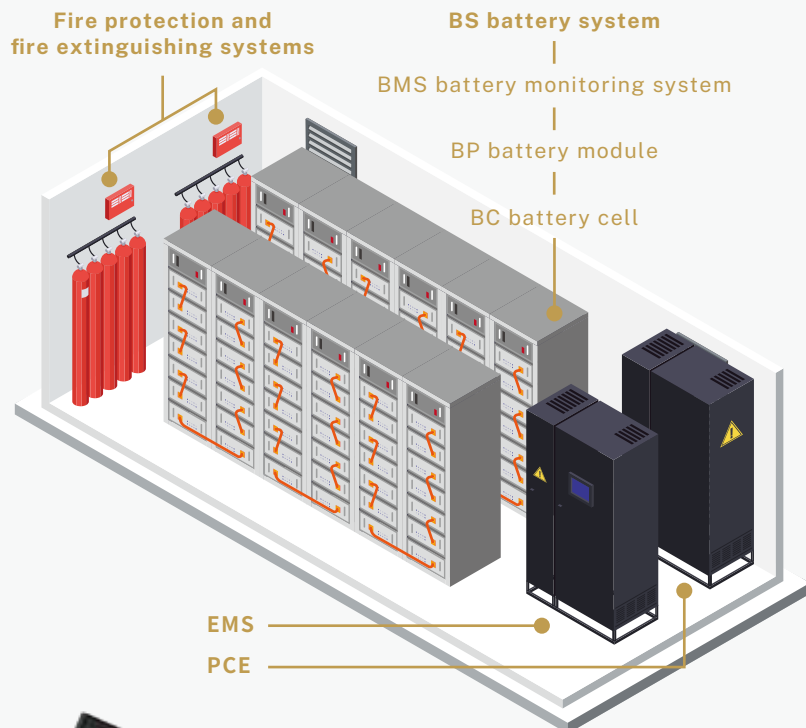 Fire protection and
fire extinguishing systems
BS battery system
BMS battery monitoring system
BP battery module
BC battery cell
EMS
PCE